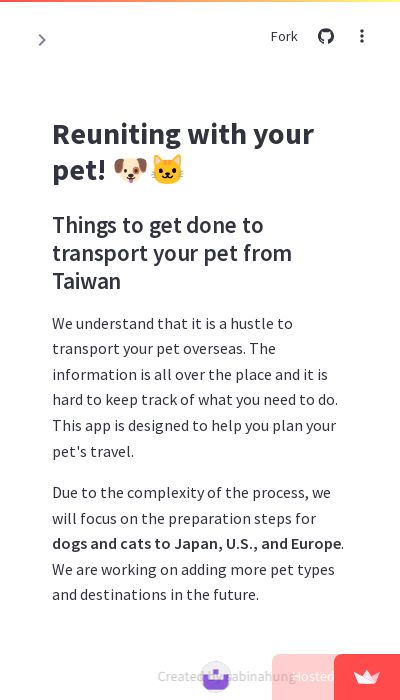 Fork
Reuniting with your
pet! 🐶🐱
Things to get done to
transport your pet from
Taiwan
We understand that it is a hustle to
transport your pet overseas. The
information is all over the place and it is
hard to keep track of what you need to do.
This app is designed to help you plan your
pet's travel.
Due to the complexity of the process, we
will focus on the preparation steps for
dogs and cats to Japan, U.S., and Europe.
We are working on adding more pet types
and destinations in the future.
Created by sabinahung
Hosted